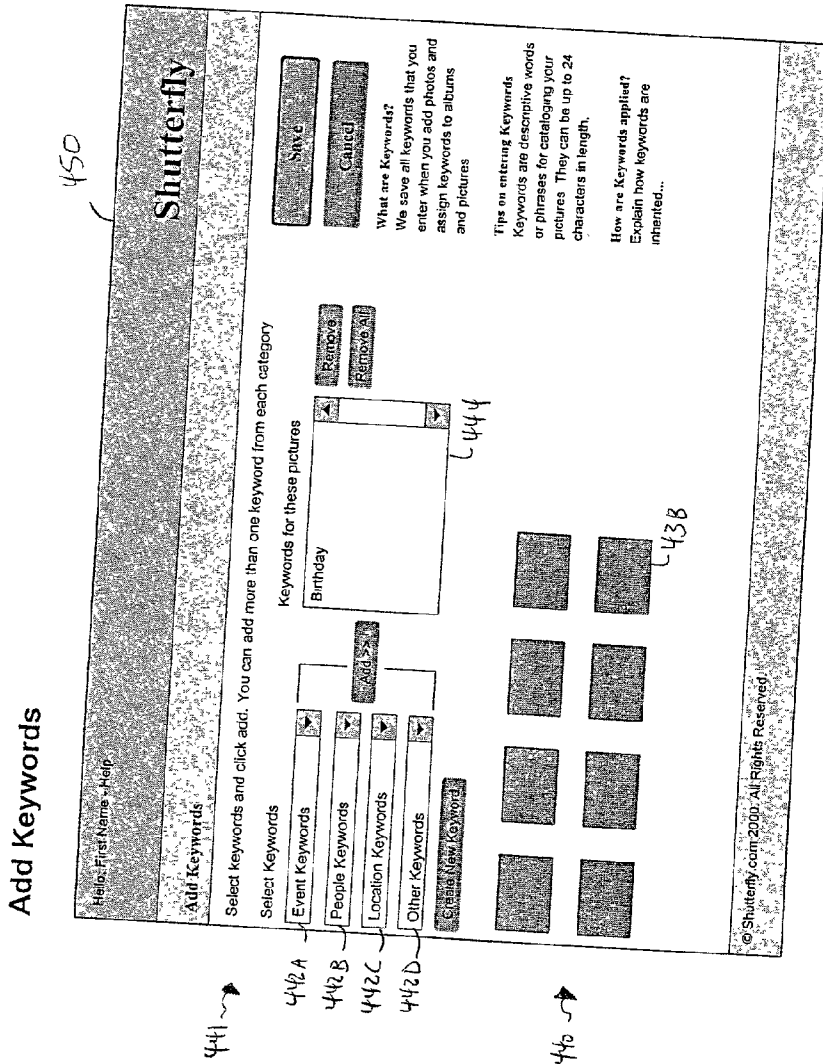 Add Keywords
450
Hello, First Name - Help
Shutterfly
Add Keywords
441
Select keywords and click add. You can add more than one keyword from each category
Save
Cancel
Select Keywords
Keywords for these pictures
442A
Event Keywords
442B
People Keywords
442C
Location Keywords
442D
Other Keywords
Create New Keyword
Add >>
Birthday
Remove
Remove All
444
What are Keywords?
We save all keywords that you
enter when you add photos and
assign keywords to albums
and pictures
Tips on entering Keywords
Keywords are descriptive words
or phrases for cataloging your
pictures They can be up to 24
characters in length.
How are Keywords applied?
Explain how keywords are
inherited...
440
438
© Shutterfly.com 2000. All Rights Reserved.